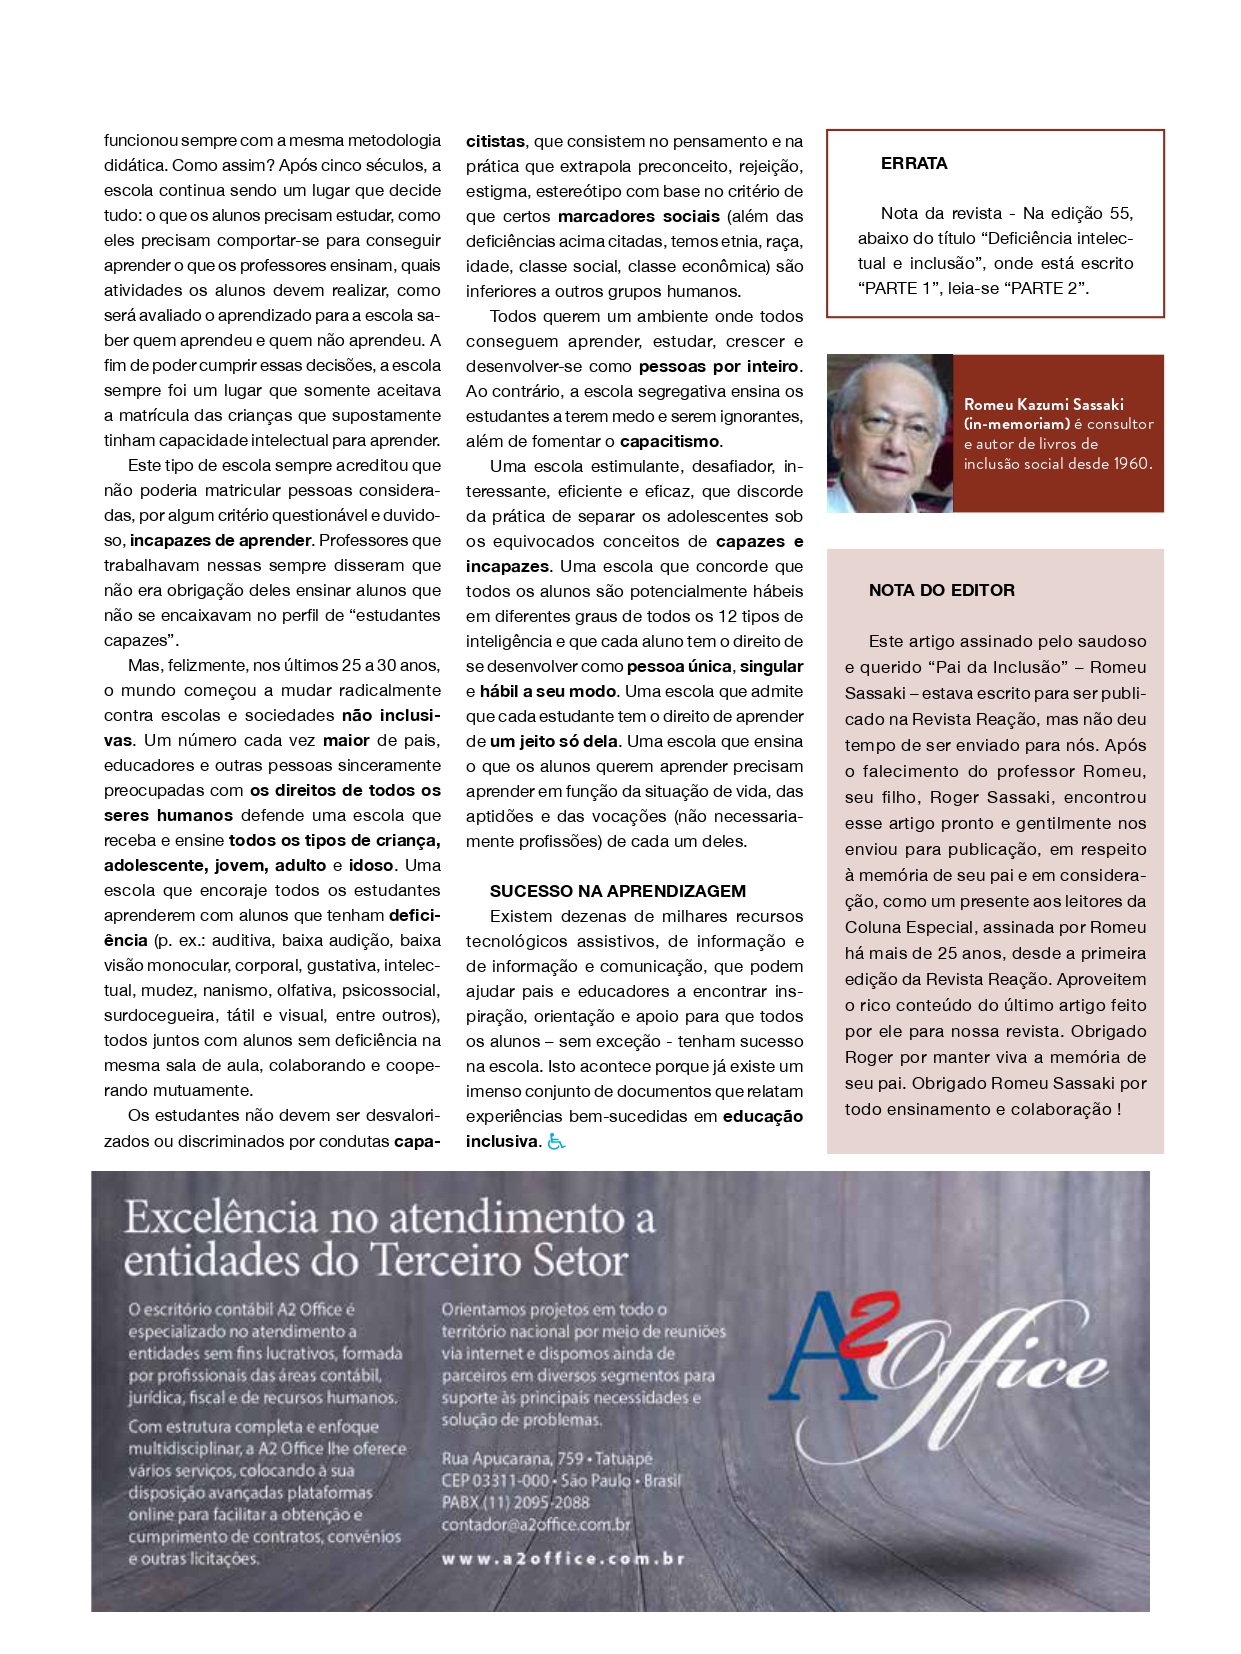 funcionou sempre com a mesma metodologia
didática. Como assim? Após cinco séculos, a
escola continua sendo um lugar que decide
tudo: o que os alunos precisam estudar, como
eles precisam comportar-se para conseguir
aprender o que os professores ensinam, quais
atividades os alunos devem realizar, como
será avaliado o aprendizado para a escola sa-
ber quem aprendeu e quem não aprendeu. A
fim de poder cumprir essas decisões, a escola
sempre foi um lugar que somente aceitava
a matrícula das crianças que supostamente
tinham capacidade intelectual para aprender.
Este tipo de escola sempre acreditou que
não poderia matricular pessoas considera-
das, por algum critério questionável e duvido-
so, incapazes de aprender. Professores que
trabalhavam nessas sempre disseram que
não era obrigação deles ensinar alunos que
não se encaixavam no perfil de “estudantes
capazes”.
Mas, felizmente, nos últimos 25 a 30 anos,
o mundo começou a mudar radicalmente
contra escolas e sociedades não inclusi-
vas. Um número cada vez maior de pais,
educadores e outras pessoas sinceramente
preocupadas com os direitos de todos os
seres humanos defende uma escola que
receba e ensine todos os tipos de criança,
adolescente, jovem, adulto e idoso. Uma
escola que encoraje todos os estudantes
aprenderem com alunos que tenham defici-
ência (p. ex.: auditiva, baixa audição, baixa
visão monocular, corporal, gustativa, intelec-
tual, mudez, nanismo, olfativa, psicossocial,
surdocegueira, tátil e visual, entre outros),
todos juntos com alunos sem deficiência na
mesma sala de aula, colaborando e coope-
rando mutuamente.
Os estudantes não devem ser desvalori-
zados ou discriminados por condutas capa-
citistas, que consistem no pensamento e na
prática que extrapola preconceito, rejeição,
estigma, estereótipo com base no critério de
que certos marcadores sociais (além das
deficiências acima citadas, temos etnia, raça,
idade, classe social, classe econômica) são
inferiores a outros grupos humanos.
Todos querem um ambiente onde todos
conseguem aprender, estudar, crescer e
desenvolver-se como pessoas por inteiro.
Ao contrário, a escola segregativa ensina os
estudantes a terem medo e serem ignorantes,
além de fomentar o capacitismo.
Uma escola estimulante, desafiador, in-
teressante, eficiente e eficaz, que discorde
da prática de separar os adolescentes sob
os equivocados conceitos de capazes e
incapazes. Uma escola que concorde que
todos os alunos são potencialmente hábeis
em diferentes graus de todos os 12 tipos de
inteligência e que cada aluno tem o direito de
se desenvolver como pessoa única, singular
e hábil a seu modo. Uma escola que admite
que cada estudante tem o direito de aprender
de um jeito só dela. Uma escola que ensina
o que os alunos querem aprender precisam
aprender em função da situação de vida, das
aptidões e das vocações (não necessaria-
mente profissões) de cada um deles.
SUCESSO NA APRENDIZAGEM
Existem dezenas de milhares recursos
tecnológicos assistivos, de informação e
de informação e comunicação, que podem
ajudar pais e educadores a encontrar ins-
piração, orientação e apoio para que todos
os alunos – sem exceção - tenham sucesso
na escola. Isto acontece porque já existe um
imenso conjunto de documentos que relatam
experiências bem-sucedidas em educação
inclusiva.
ERRATA
Nota da revista - Na edição 55,
abaixo do título “Deficiência intelec-
tual e inclusão”, onde está escrito
“PARTE 1”, leia-se “PARTE 2”.
Romeu Kazumi Sassaki
(in-memoriam) é consultor
e autor de livros de
inclusão social desde 1960.
NOTA DO EDITOR
Este artigo assinado pelo saudoso
e querido “Pai da Inclusão” – Romeu
Sassaki – estava escrito para ser publi-
cado na Revista Reação, mas não deu
tempo de ser enviado para nós. Após
o falecimento do professor Romeu,
seu filho, Roger Sassaki, encontrou
esse artigo pronto e gentilmente nos
enviou para publicação, em respeito
à memória de seu pai e em considera-
ção, como um presente aos leitores da
Coluna Especial, assinada por Romeu
há mais de 25 anos, desde a primeira
edição da Revista Reação. Aproveitem
o rico conteúdo do último artigo feito
por ele para nossa revista. Obrigado
Roger por manter viva a memória de
seu pai. Obrigado Romeu Sassaki por
todo ensinamento e colaboração !
Excelência no atendimento a
entidades do Terceiro Setor
O escritório contábil A2 Office é
especializado no atendimento a
entidades sem fins lucrativos, formada
por profissionais das áreas contábil,
jurídica, fiscal e de recursos humanos.
Com estrutura completa e enfoque
multidisciplinar, a A2 Office lhe oferece
vários serviços, colocando à sua
disposição avançadas plataformas
online para facilitar a obtenção e
cumprimento de contratos, convênios
e outras licitações.
Orientamos projetos em todo o
território nacional por meio de reuniões
via internet e dispomos ainda de
parceiros em diversos segmentos para
suporte às principais necessidades e
solução de problemas.
Rua Apucarana, 759 • Tatuapé
CEP 03311-000 • São Paulo • Brasil
PABX (11) 2095-2088
contador@a2office.com.br
www.a2office.com.br
A2Office